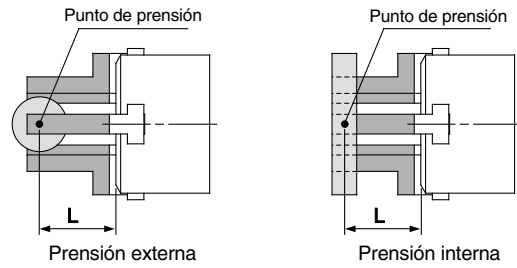 Punto de prensión
L
Prensión externa
Punto de prensión
L
Prensión interna